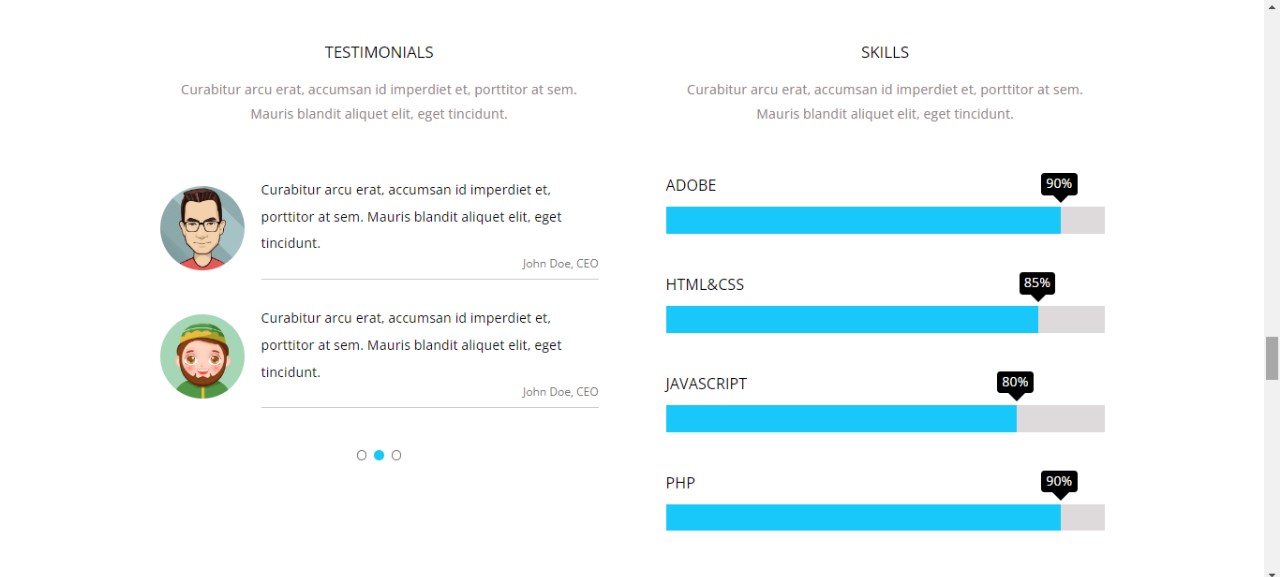 TESTIMONIALS
Curabitur arcu erat, accumsan id imperdiet et, porttitor at sem.
Mauris blandit aliquet elit, eget tincidunt.
Curabitur arcu erat, accumsan id imperdiet et,
porttitor at sem. Mauris blandit aliquet elit, eget
tincidunt.
John Doe, CEO
Curabitur arcu erat, accumsan id imperdiet et,
porttitor at sem. Mauris blandit aliquet elit, eget
tincidunt.
John Doe, CEO
SKILLS
Curabitur arcu erat, accumsan id imperdiet et, porttitor at sem.
Mauris blandit aliquet elit, eget tincidunt.
ADOBE 90%
HTML&CSS 85%
JAVASCRIPT 80%
PHP 90%